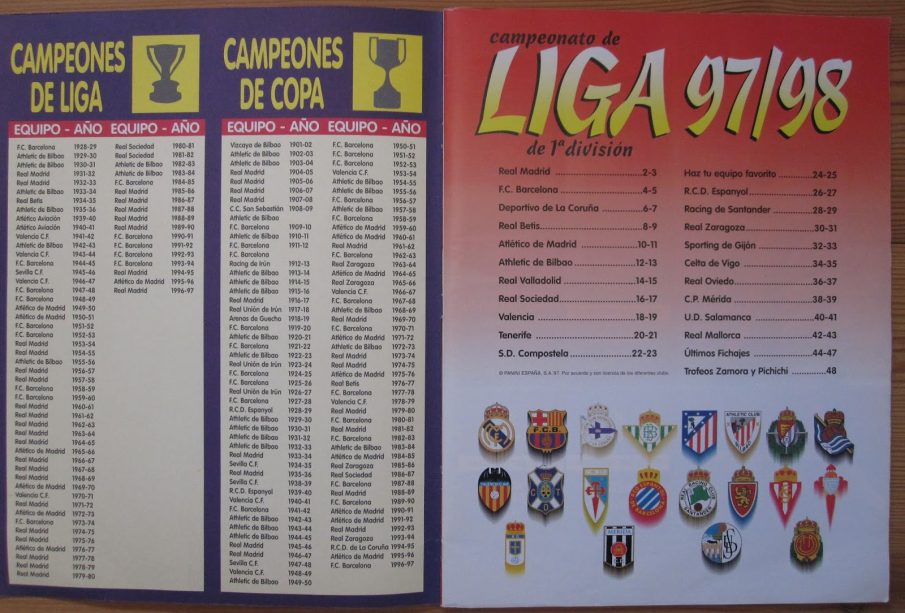 CAMPEONES
DE LIGA
EQUIPO - AÑO
F.C. Barcelona 1928-29
Athletic de Bilbao 1929-30
Athletic de Bilbao 1930-31
Real Madrid 1931-32
Real Madrid 1932-33
Athletic de Bilbao 1933-34
Real Betis 1934-35
Athletic de Bilbao 1935-36
Atlético Aviación 1939-40
Atlético Aviación 1940-41
Valencia C.F. 1941-42
Athletic de Bilbao 1942-43
Valencia C.F. 1943-44
F.C. Barcelona 1944-45
Sevilla C.F. 1945-46
Valencia C.F. 1946-47
F.C. Barcelona 1947-48
F.C. Barcelona 1948-49
Atlético de Madrid 1949-50
Atlético de Madrid 1950-51
F.C. Barcelona 1951-52
F.C. Barcelona 1952-53
Real Madrid 1953-54
Real Madrid 1954-55
Athletic de Bilbao 1955-56
Real Madrid 1956-57
Real Madrid 1957-58
F.C. Barcelona 1958-59
F.C. Barcelona 1959-60
Real Madrid 1960-61
Real Madrid 1961-62
Real Madrid 1962-63
Real Madrid 1963-64
Real Madrid 1964-65
Atlético de Madrid 1965-66
Real Madrid 1966-67
Real Madrid 1967-68
Real Madrid 1968-69
Atlético de Madrid 1969-70
Valencia C.F. 1970-71
Real Madrid 1971-72
Atlético de Madrid 1972-73
F.C. Barcelona 1973-74
Real Madrid 1974-75
Real Madrid 1975-76
Atlético de Madrid 1976-77
Real Madrid 1977-78
Real Madrid 1978-79
Real Madrid 1979-80
EQUIPO - AÑO
Real Sociedad 1980-81
Real Sociedad 1981-82
Athletic de Bilbao 1982-83
Athletic de Bilbao 1983-84
F.C. Barcelona 1984-85
Real Madrid 1985-86
Real Madrid 1986-87
Real Madrid 1987-88
Real Madrid 1988-89
Real Madrid 1989-90
F.C. Barcelona 1990-91
F.C. Barcelona 1991-92
F.C. Barcelona 1992-93
F.C. Barcelona 1993-94
Real Madrid 1994-95
Atlético de Madrid 1995-96
Real Madrid 1996-97
CAMPEONES
DE COPA
EQUIPO - AÑO
Vizcaya de Bilbao 1901-02
Athletic de Bilbao 1902-03
Athletic de Bilbao 1903-04
Real Madrid 1904-05
Real Madrid 1905-06
Real Madrid 1906-07
Real Madrid 1907-08
C.C. San Sebastián 1908-09
Athletic de Bilbao
F.C. Barcelona 1909-10
Athletic de Bilbao 1910-11
F.C. Barcelona 1911-12
F.C. Barcelona
Racing de Irún 1912-13
Athletic de Bilbao 1913-14
Athletic de Bilbao 1914-15
Athletic de Bilbao 1915-16
Real Madrid 1916-17
Real Unión de Irún 1917-18
Arenas de Guecho 1918-19
F.C. Barcelona 1919-20
Athletic de Bilbao 1920-21
F.C. Barcelona 1921-22
Athletic de Bilbao 1922-23
Real Unión de Irún 1923-24
F.C. Barcelona 1924-25
F.C. Barcelona 1925-26
Real Unión de Irún 1926-27
F.C. Barcelona 1927-28
R.C.D. Espanyol 1928-29
Athletic de Bilbao 1929-30
Athletic de Bilbao 1930-31
Athletic de Bilbao 1931-32
Athletic de Bilbao 1932-33
Real Madrid 1933-34
Sevilla C.F. 1934-35
Real Madrid 1935-36
Sevilla C.F. 1938-39
R.C.D. Espanyol 1939-40
Valencia C.F. 1940-41
F.C. Barcelona 1941-42
Athletic de Bilbao 1942-43
Athletic de Bilbao 1943-44
Athletic de Bilbao 1944-45
Real Madrid 1945-46
Real Madrid 1946-47
Sevilla C.F. 1947-48
Valencia C.F. 1948-49
Athletic de Bilbao 1949-50
EQUIPO - AÑO
F.C. Barcelona 1950-51
F.C. Barcelona 1951-52
F.C. Barcelona 1952-53
Valencia C.F. 1953-54
Athletic de Bilbao 1954-55
Athletic de Bilbao 1955-56
F.C. Barcelona 1956-57
Athletic de Bilbao 1957-58
F.C. Barcelona 1958-59
Atlético de Madrid 1959-60
Atlético de Madrid 1960-61
Real Madrid 1961-62
F.C. Barcelona 1962-63
Real Zaragoza 1963-64
Atlético de Madrid 1964-65
Real Zaragoza 1965-66
Valencia C.F. 1966-67
F.C. Barcelona 1967-68
Athletic de Bilbao 1968-69
Real Madrid 1969-70
F.C. Barcelona 1970-71
Atlético de Madrid 1971-72
Athletic de Bilbao 1972-73
Real Madrid 1973-74
Real Madrid 1974-75
Atlético de Madrid 1975-76
Real Betis 1976-77
F.C. Barcelona 1977-78
Valencia C.F. 1978-79
Real Madrid 1979-80
F.C. Barcelona 1980-81
Real Madrid 1981-82
F.C. Barcelona 1982-83
Athletic de Bilbao 1983-84
Atlético de Madrid 1984-85
Real Zaragoza 1985-86
Real Sociedad 1986-87
F.C. Barcelona 1987-88
Real Madrid 1988-89
F.C. Barcelona 1989-90
Atlético de Madrid 1990-91
Atlético de Madrid 1991-92
Real Madrid 1992-93
Real Zaragoza 1993-94
R.C.D. de La Coruña 1994-95
Atlético de Madrid 1995-96
F.C. Barcelona 1996-97
campeonato de
LIGA 97/98
de 1ª división
Real Madrid ........................2-3
F.C. Barcelona ........................4-5
Deportivo de La Coruña ............6-7
Real Betis..............................8-9
Atlético de Madrid ................10-11
Athletic de Bilbao ................12-13
Real Valladolid ....................14-15
Real Sociedad......................16-17
Valencia ............................18-19
Tenerife ............................20-21
S.D. Compostela..................22-23
Haz tu equipo favorito ..........24-25
R.C.D. Espanyol ..................26-27
Racing de Santander ............28-29
Real Zaragoza....................30-31
Sporting de Gijón ................32-33
Celta de Vigo ....................34-35
Real Oviedo........................36-37
C.P. Mérida ........................38-39
U.D. Salamanca ..................40-41
Real Mallorca ....................42-43
Últimos Fichajes ................44-47
Trofeos Zamora y Pichichi ............48
© PANINI ESPAÑA, S.A. 97. Por acuerdo y con licencia de los diferentes clubs.
F.C.B.
ATHLETIC CLUB
VALENCIA C.F.
C D T
MERIDA